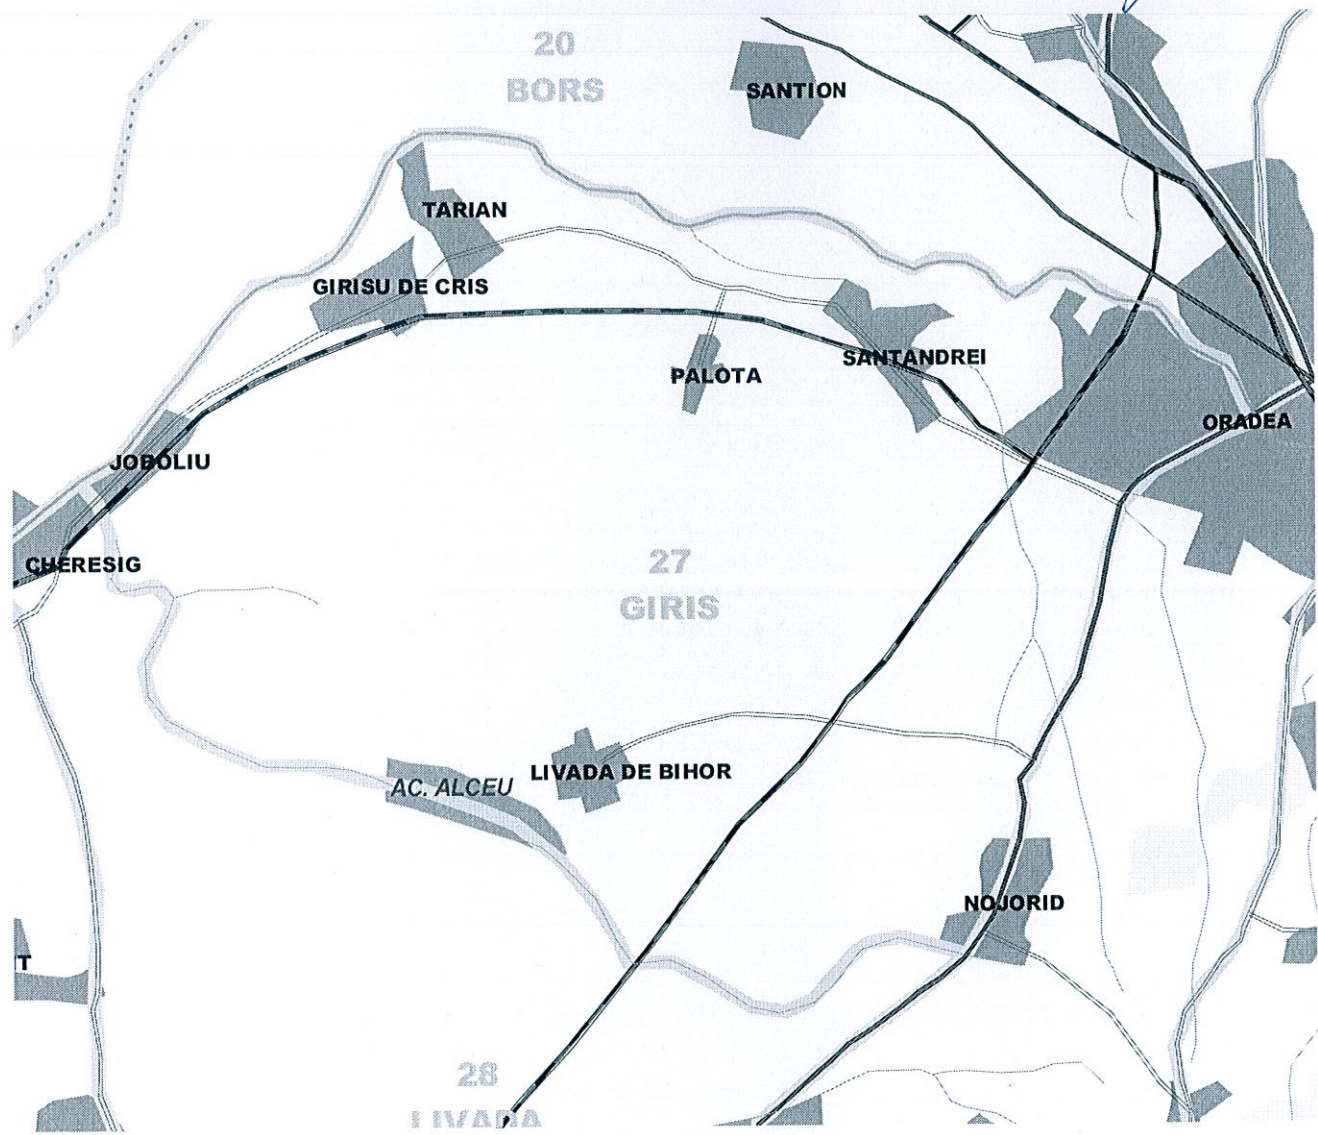 20
BORS
SANTION
TARIAN
GIRISU DE CRIS
SANTANDREI
PALOTA
ORADEA
JOBOLIU
CHERESIG
27
GIRIS
LIVADA DE BIHOR
AC. ALCEU
NOJORID
T
28
LIVADA